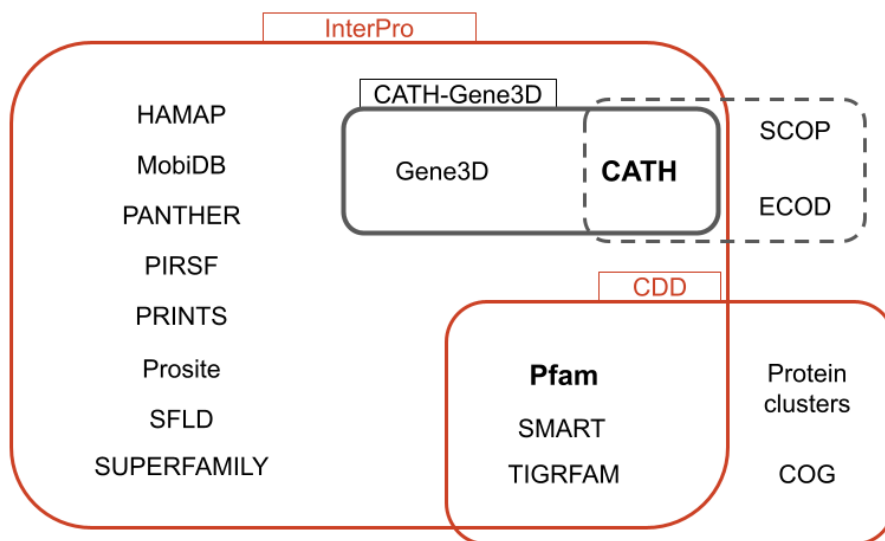 InterPro
CATH-Gene3D
HAMAP
SCOP
MobiDB
Gene3D
CATH
PANTHER
ECOD
PIRSF
CDD
PRINTS
Prosite
Pfam
Protein
clusters
SFLD
SMART
SUPERFAMILY
TIGRFAM
COG